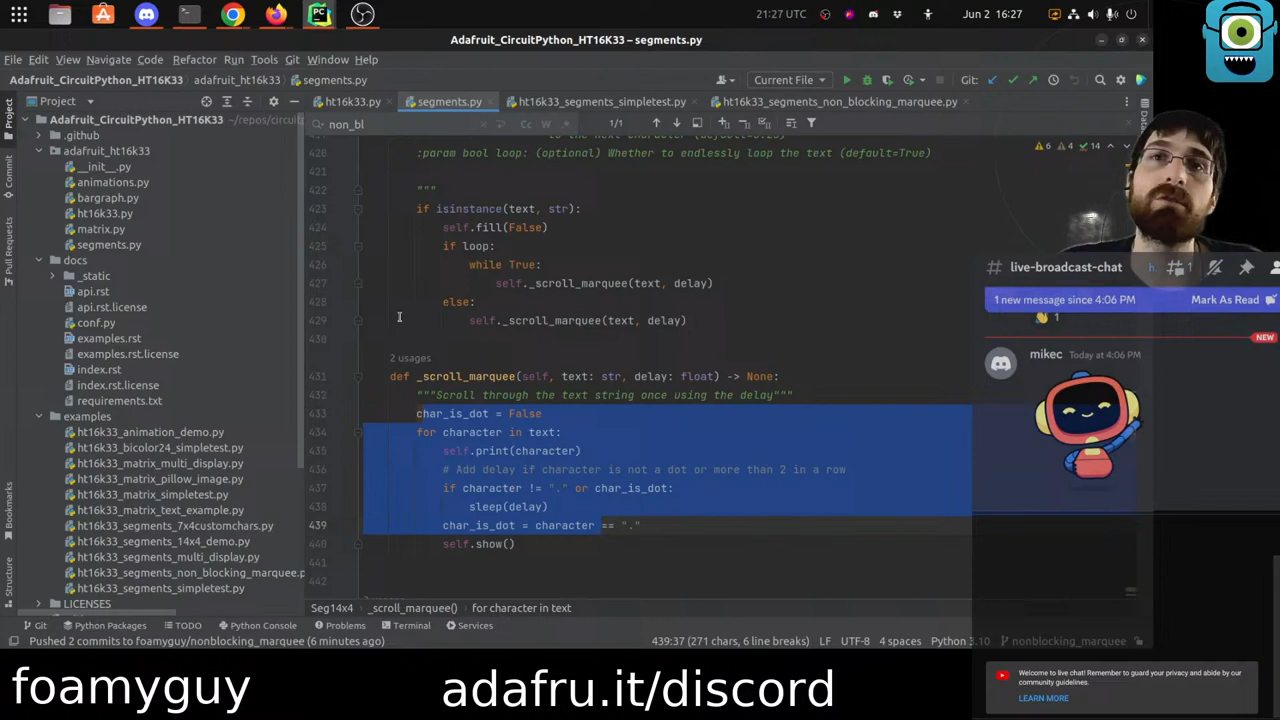 21:27 UTC
Jun 2 16:27
Adafruit_CircuitPython_HT16K33 – segments.py
File Edit View Navigate Code Refactor Run Tools Git Window Help
Adafruit_CircuitPython_HT16K33 adafruit_ht16k33 segments.py
Current File
Git:
Project
ht16k33.py
segments.py
ht16k33_segments_simpletest.py
ht16k33_segments_non_blocking_marquee.py
Project
Commit
Pull Requests
Bookmarks
Structure
Adafruit_CircuitPython_HT16K33 ~/repos/circuit
.github
adafruit_ht16k33
__init__.py
animations.py
bargraph.py
ht16k33.py
matrix.py
segments.py
docs
_static
api.rst
api.rst.license
conf.py
examples.rst
examples.rst.license
index.rst
index.rst.license
requirements.txt
examples
ht16k33_animation_demo.py
ht16k33_bicolor24_simpletest.py
ht16k33_matrix_multi_display.py
ht16k33_matrix_pillow_image.py
ht16k33_matrix_simpletest.py
ht16k33_matrix_text_example.py
ht16k33_segments_7x4customchars.py
ht16k33_segments_14x4_demo.py
ht16k33_segments_multi_display.py
ht16k33_segments_non_blocking_marquee.p
ht16k33_segments_simpletest.py
LICENSES
non_bl
Cc W .*
1/1
6 4 14
420 :param bool loop: (optional) Whether to endlessly loop the text (default=True)
421
422 """
423 if isinstance(text, str):
424 self.fill(False)
425 if loop:
426 while True:
427 self._scroll_marquee(text, delay)
428 else:
429 self._scroll_marquee(text, delay)
430
2 usages
431 def _scroll_marquee(self, text: str, delay: float) -> None:
432 """Scroll through the text string once using the delay"""
433 char_is_dot = False
434 for character in text:
435 self.print(character)
436 # Add delay if character is not a dot or more than 2 in a row
437 if character != "." or char_is_dot:
438 sleep(delay)
439 char_is_dot = character == "."
440 self.show()
441
442
Seg14x4 _scroll_marquee() for character in text
Git Python Packages TODO Python Console Problems Terminal Services
Pushed 2 commits to foamyguy/nonblocking_marquee (6 minutes ago)
439:37 (271 chars, 6 line breaks) LF UTF-8 4 spaces Python 3.10 nonblocking_marquee
# live-broadcast-chat
1 new message since 4:06 PM Mark As Read
1
NEW
mikec Today at 4:06 PM
Welcome to live chat! Remember to guard your privacy and abide by our
community guidelines.
LEARN MORE
foamyguy
adafru.it/discord